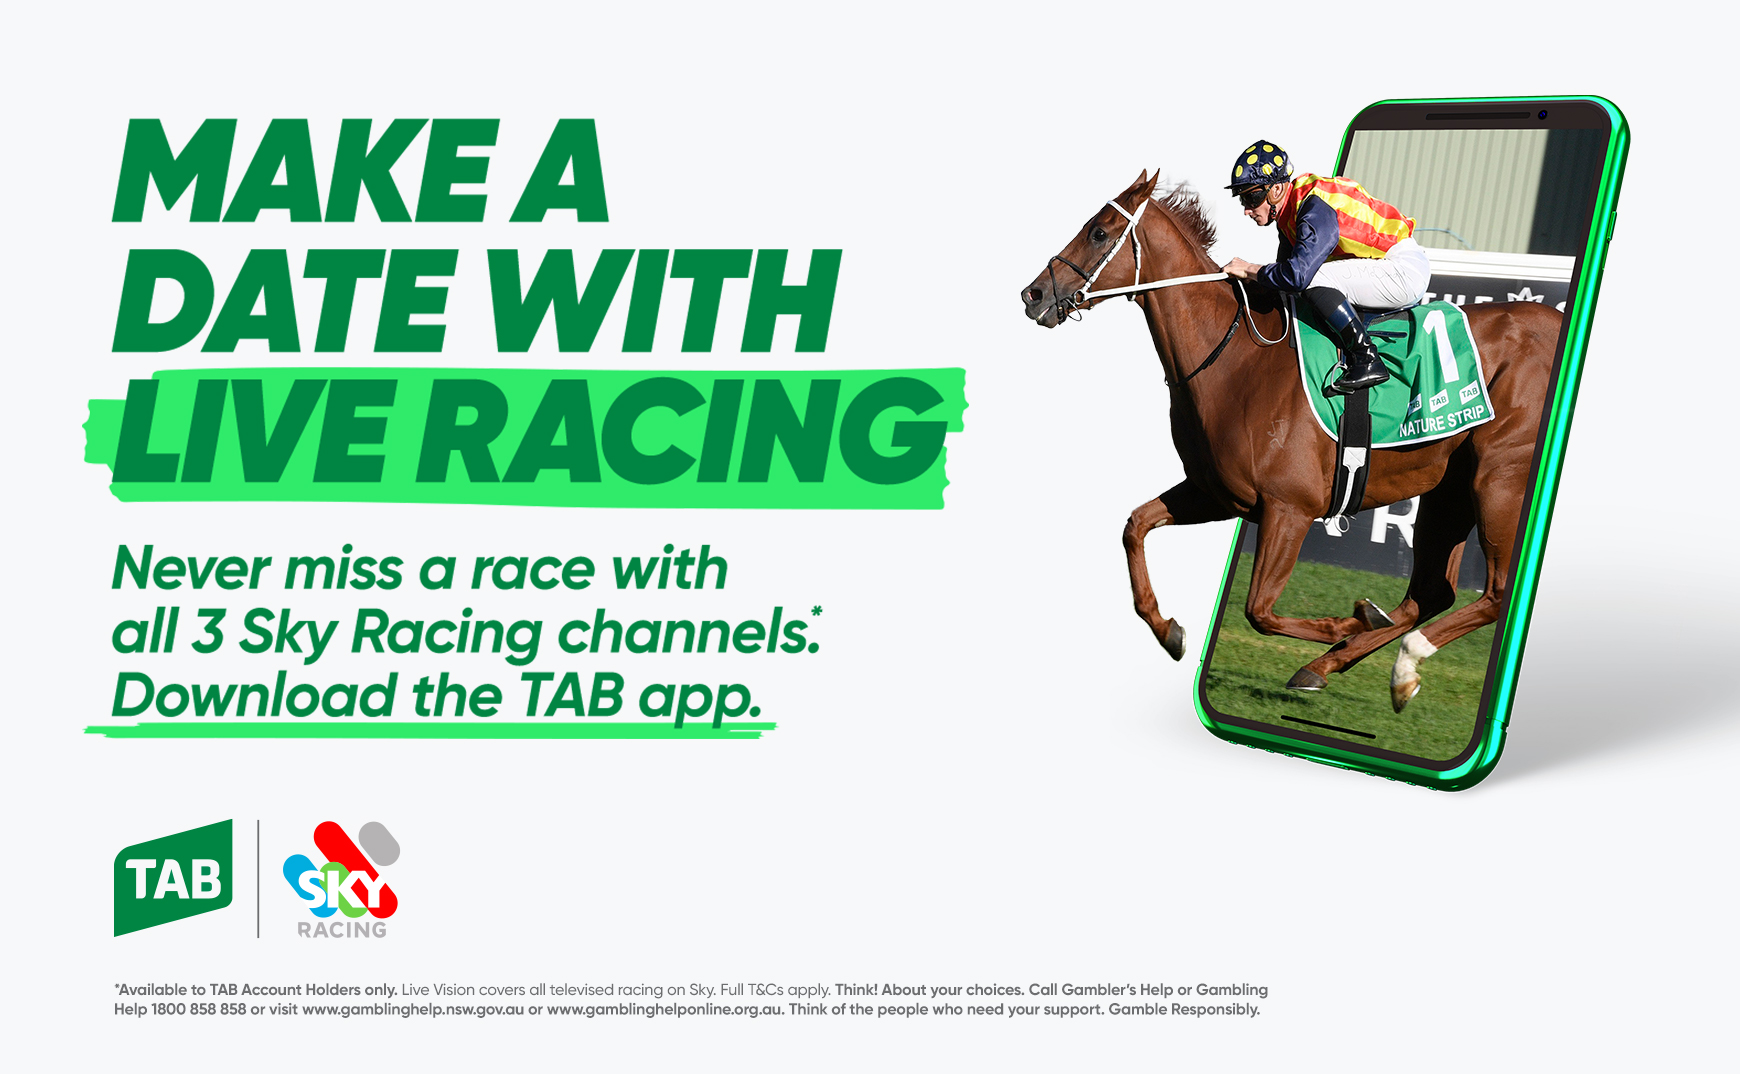 MAKE A
DATE WITH
LIVE RACING
Never miss a race with
all 3 Sky Racing channels.*
Download the TAB app.
1
TAB TAB
NATURE STRIP
TAB
SKY
RACING
*Available to TAB Account Holders only. Live Vision covers all televised racing on Sky. Full T&Cs apply. Think! About your choices. Call Gambler's Help or Gambling
Help 1800 858 858 or visit www.gamblinghelp.nsw.gov.au or www.gamblinghelponline.org.au. Think of the people who need your support. Gamble Responsibly.